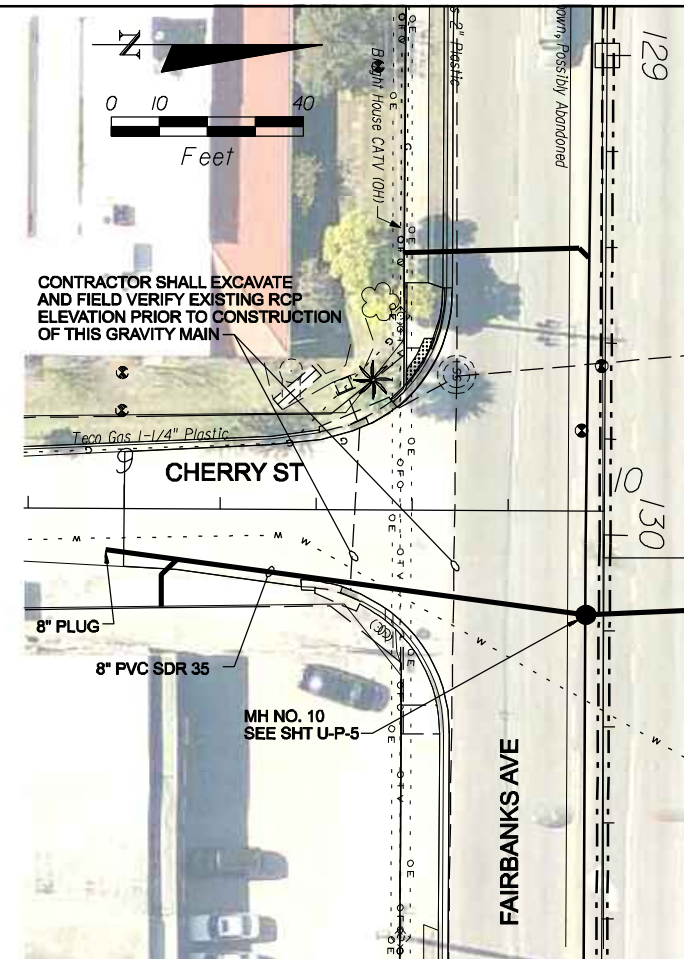 N
0 10 40
Feet
Bright House CATV (OH)
2" Plastic
own, Possibly Abandoned
129
CONTRACTOR SHALL EXCAVATE
AND FIELD VERIFY EXISTING RCP
ELEVATION PRIOR TO CONSTRUCTION
OF THIS GRAVITY MAIN
SS
Teco Gas 1-1/4" Plastic
9
CHERRY ST
10
130
8" PLUG
8" PVC SDR 35
MH NO. 10
SEE SHT U-P-5
FAIRBANKS AVE